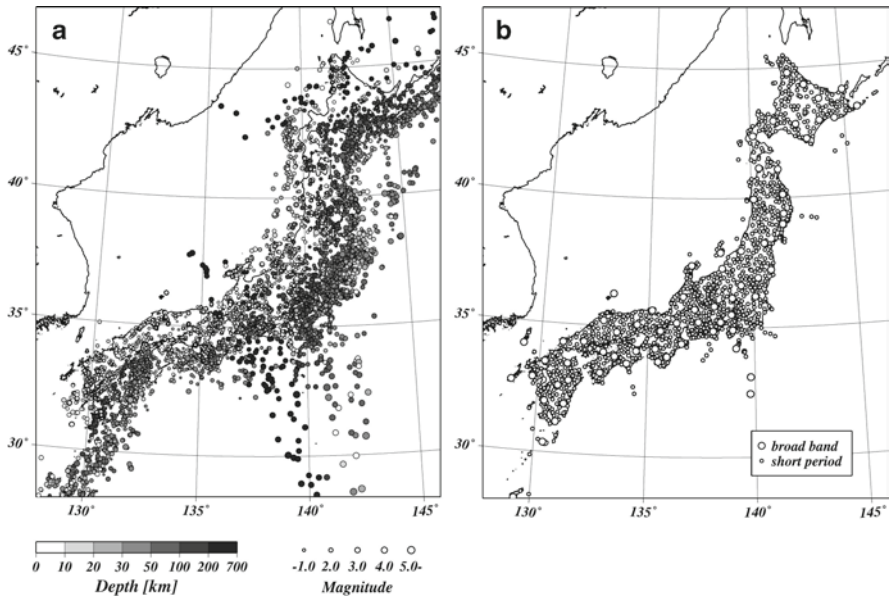 a
b
45°
45°
40°
40°
35°
35°
30°
30°
130° 135° 140° 145°
130° 135° 140° 145°
broad band
short period
0 10 20 30 50 100 200 700
Depth [km]
-1.0 2.0 3.0 4.0 5.0-
Magnitude